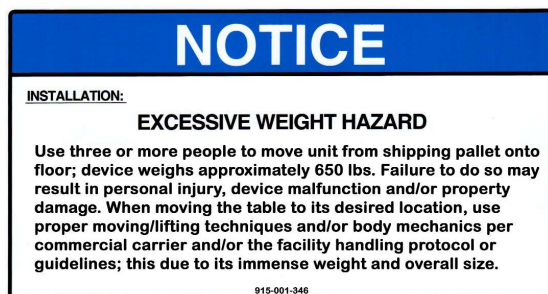 NOTICE
INSTALLATION:
EXCESSIVE WEIGHT HAZARD
Use three or more people to move unit from shipping pallet onto
floor; device weighs approximately 650 lbs. Failure to do so may
result in personal injury, device malfunction and/or property
damage. When moving the table to its desired location, use
proper moving/lifting techniques and/or body mechanics per
commercial carrier and/or the facility handling protocol or
guidelines; this due to its immense weight and overall size.
915-001-346